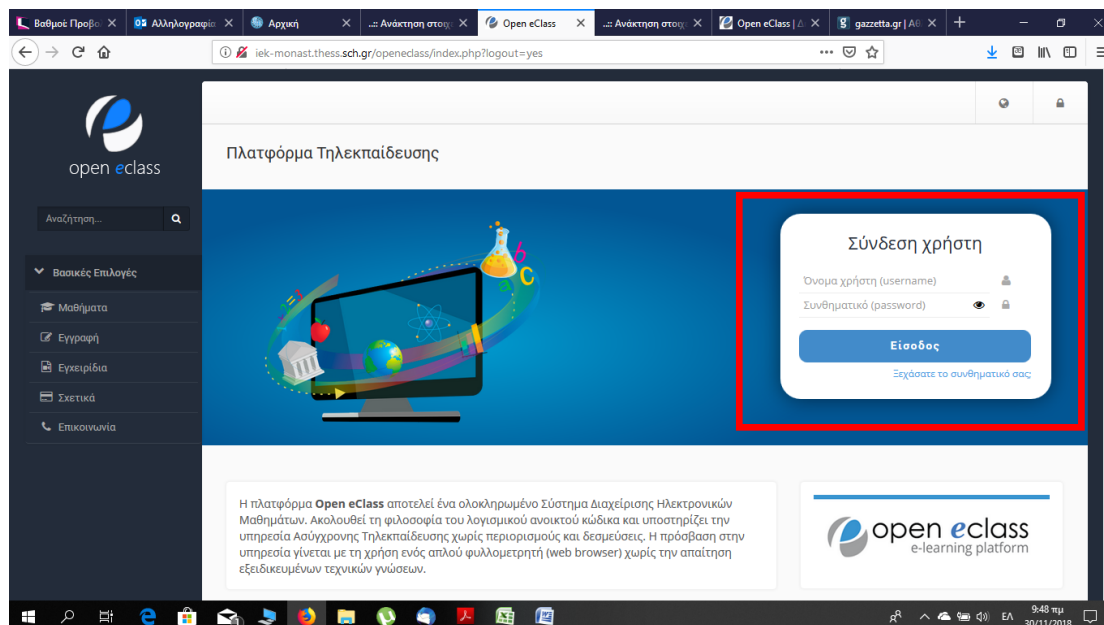 Βαθμοί Προβο
Αλληλογραφία
Αρχική
..:: Ανάκτηση στοιχ
Open eClass
..:: Ανάκτηση στοιχ
Open eClass | Δ
gazzetta.gr | Αθ
iek-monast.thess.sch.gr/openeclass/index.php?logout=yes
open eclass
Πλατφόρμα Τηλεκπαίδευσης
Αναζήτηση...
Βασικές Επιλογές
Μαθήματα
Εγγραφή
Εγχειρίδια
Σχετικά
Επικοινωνία
b
a C
Σύνδεση χρήστη
Όνομα χρήστη (username)
Συνθηματικό (password)
Είσοδος
Ξεχάσατε το συνθηματικό σας;
Η πλατφόρμα Open eClass αποτελεί ένα ολοκληρωμένο Σύστημα Διαχείρισης Ηλεκτρονικών
Μαθημάτων. Ακολουθεί τη φιλοσοφία του λογισμικού ανοικτού κώδικα και υποστηρίζει την
υπηρεσία Ασύγχρονης Τηλεκπαίδευσης χωρίς περιορισμούς και δεσμεύσεις. Η πρόσβαση στην
υπηρεσία γίνεται με τη χρήση ενός απλού φυλλομετρητή (web browser) χωρίς την απαίτηση
εξειδικευμένων τεχνικών γνώσεων.
open eclass
e-learning platform
ΕΛ
9:48 πμ
30/11/2018